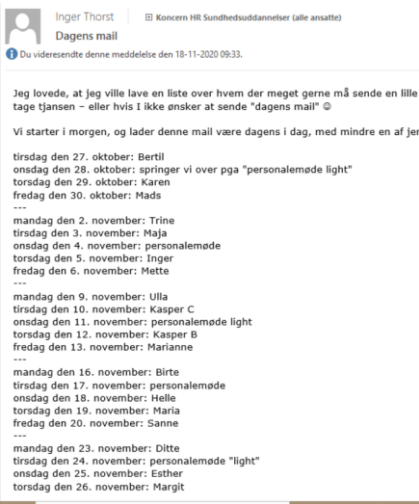 Inger Thorst Koncern HR Sundhedsuddannelser (alle ansatte)
Dagens mail
Du videresendte denne meddelelse den 18-11-2020 09:33.
Jeg lovede, at jeg ville lave en liste over hvem der meget gerne må sende en lille
tage tjansen – eller hvis I ikke ønsker at sende "dagens mail" ☺
Vi starter i morgen, og lader denne mail være dagens i dag, med mindre en af
tirsdag den 27. oktober: Bertil
onsdag den 28. oktober: springer vi over pga "personalemøde light"
torsdag den 29. oktober: Karen
fredag den 30. oktober: Mads
---
mandag den 2. november: Trine
tirsdag den 3. november: Maja
onsdag den 4. november: personalemøde
torsdag den 5. november: Inger
fredag den 6. november: Mette
---
mandag den 9. november: Ulla
tirsdag den 10. november: Kasper C
onsdag den 11. november: personalemøde light
torsdag den 12. november: Kasper B
fredag den 13. november: Marianne
---
mandag den 16. november: Birte
tirsdag den 17. november: personalemøde
onsdag den 18. november: Helle
torsdag den 19. november: Maria
fredag den 20. november: Sanne
---
mandag den 23. november: Ditte
tirsdag den 24. november: personalemøde "light"
onsdag den 25. november: Esther
torsdag den 26. november: Margit